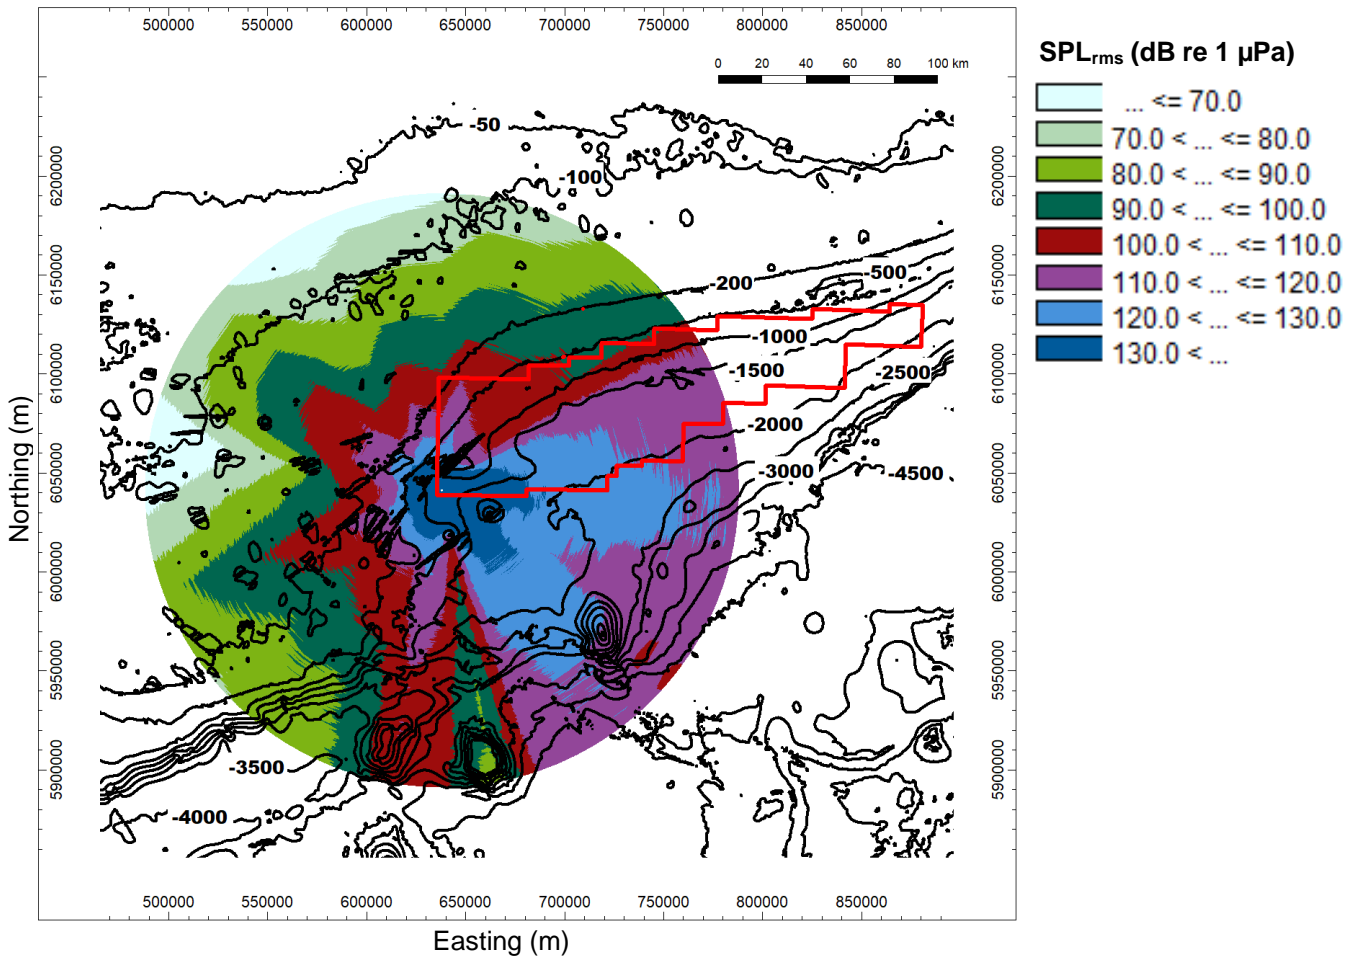 500000 550000 600000 650000 700000 750000 800000 850000
SPLrms (dB re 1 µPa)
0 20 40 60 80 100 km
... <= 70.0
70.0 < ... <= 80.0
80.0 < ... <= 90.0
90.0 < ... <= 100.0
100.0 < ... <= 110.0
110.0 < ... <= 120.0
120.0 < ... <= 130.0
130.0 < ...
-50
-100
-200
-500
-1000
-1500
-2500
-2000
-3000
-4500
-3500
-4000
6200000 6150000 6100000 6050000 6000000 5950000 5900000
6200000 6150000 6100000 6050000 6000000 5950000 5900000
Northing (m)
500000 550000 600000 650000 700000 750000 800000 850000
Easting (m)